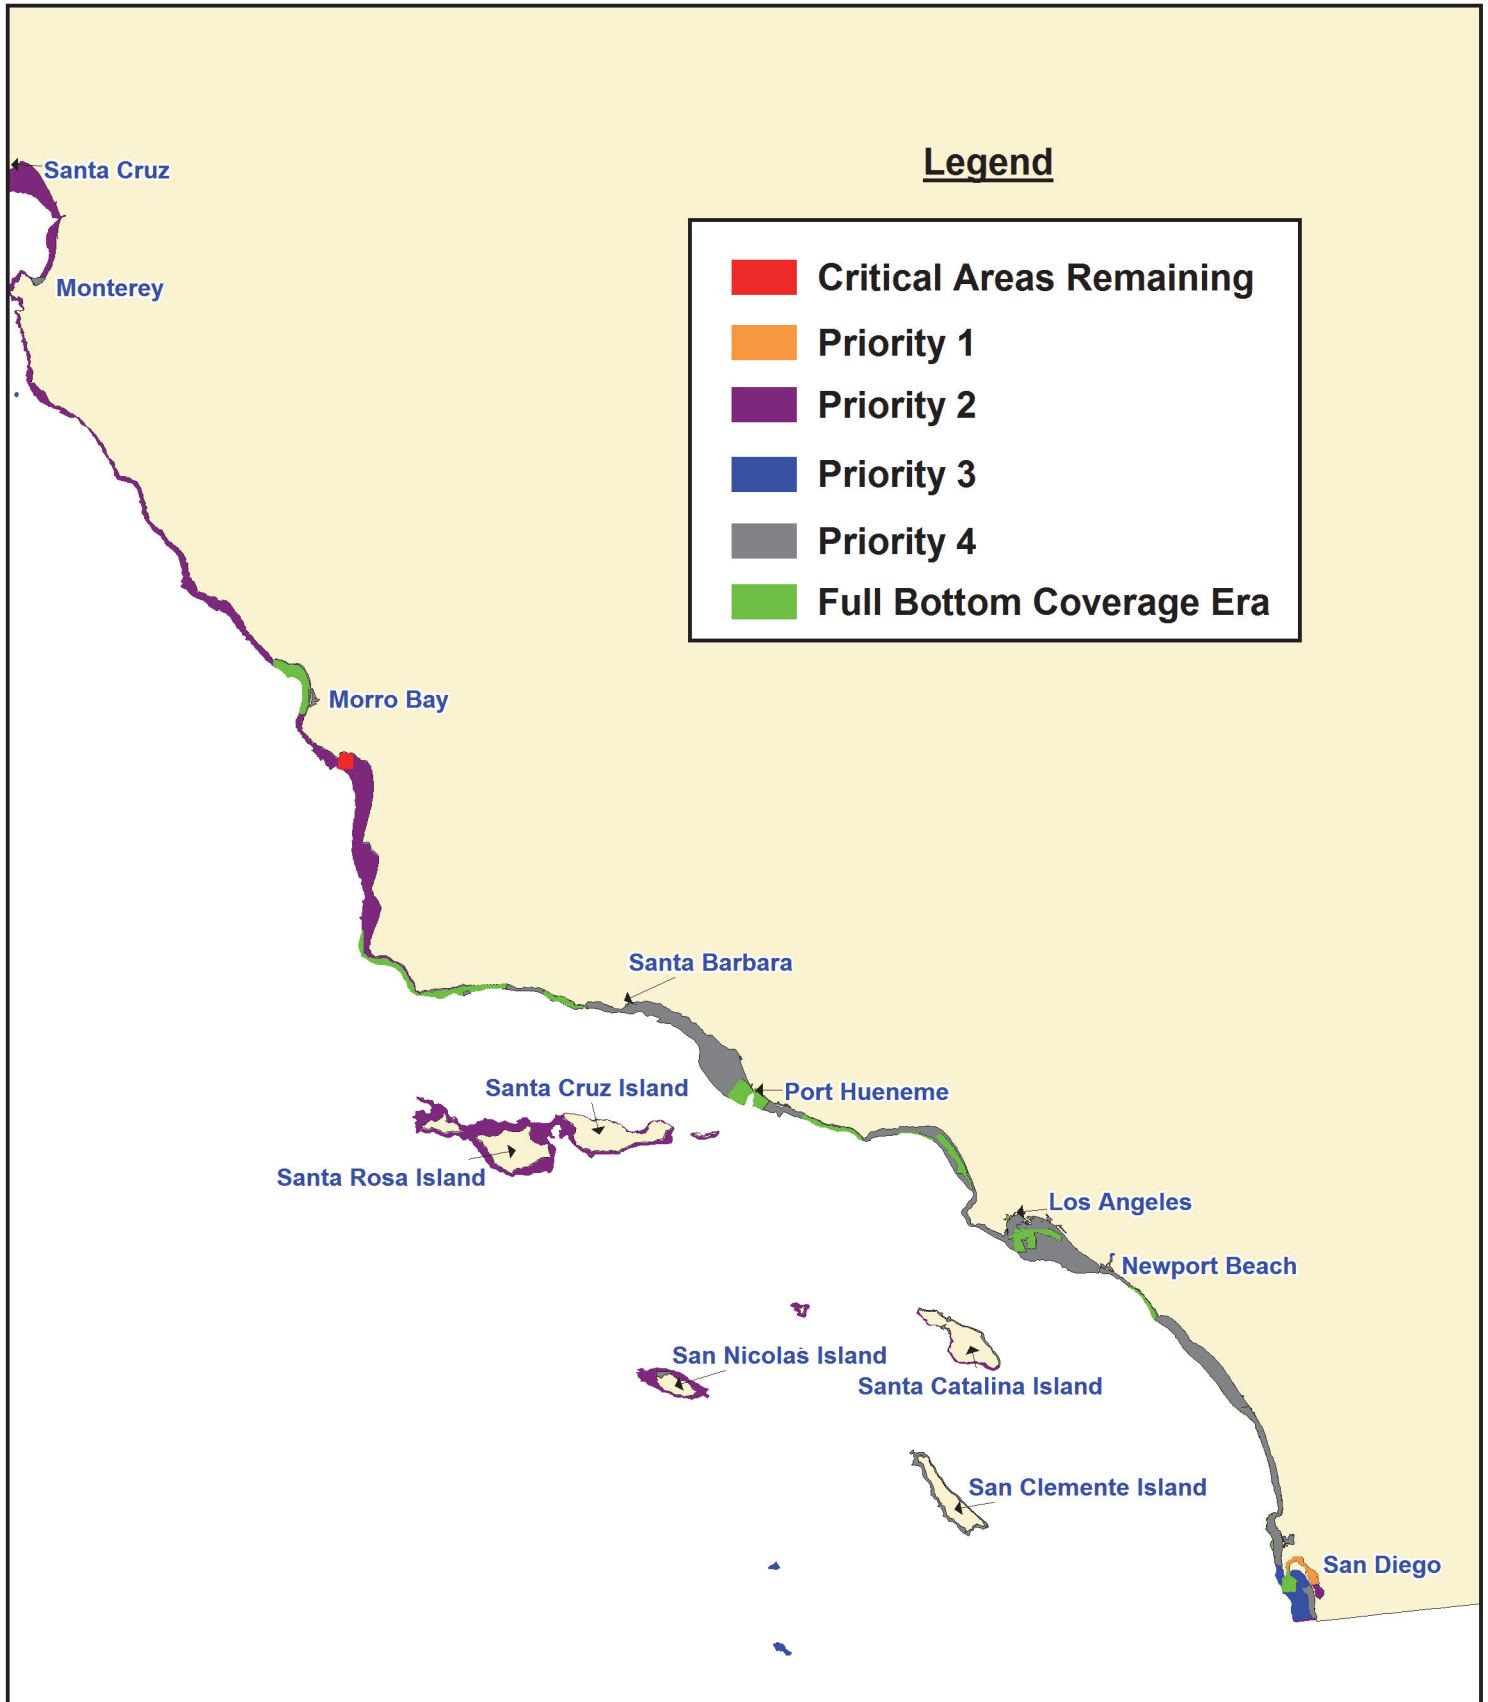 Santa Cruz
Monterey
Legend
Critical Areas Remaining
Priority 1
Priority 2
Priority 3
Priority 4
Full Bottom Coverage Era
Morro Bay
Santa Barbara
Santa Cruz Island
Port Hueneme
Santa Rosa Island
Los Angeles
Newport Beach
San Nicolas Island
Santa Catalina Island
San Clemente Island
San Diego